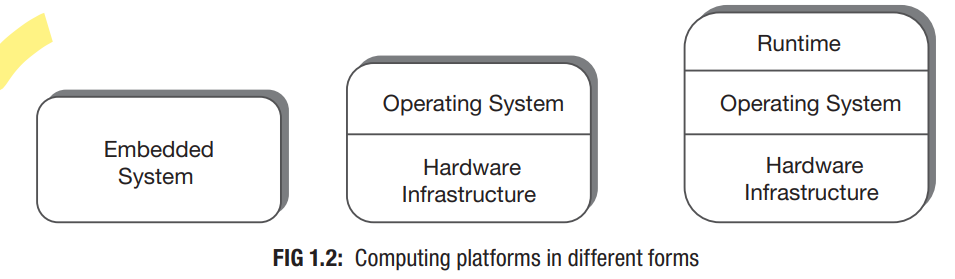 Embedded
System
Operating System
Hardware
Infrastructure
Runtime
Operating System
Hardware
Infrastructure
FIG 1.2: Computing platforms in different forms